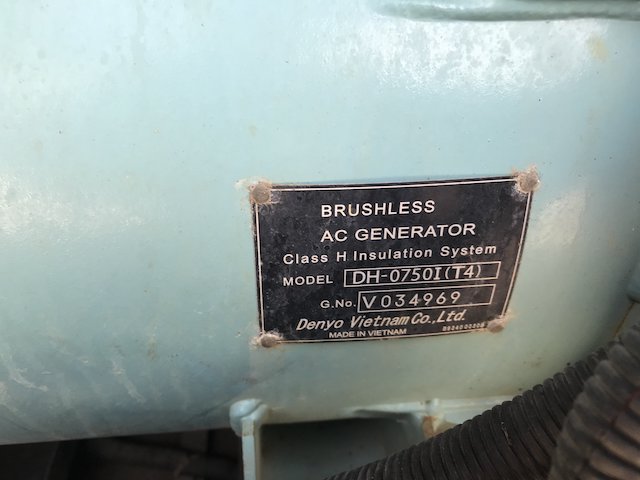 BRUSHLESS
AC GENERATOR
Class H Insulation System
MODEL DH-0750I(T4)
G.No. V034969
Denyo Vietnam Co.,Ltd.
MADE IN VIETNAM